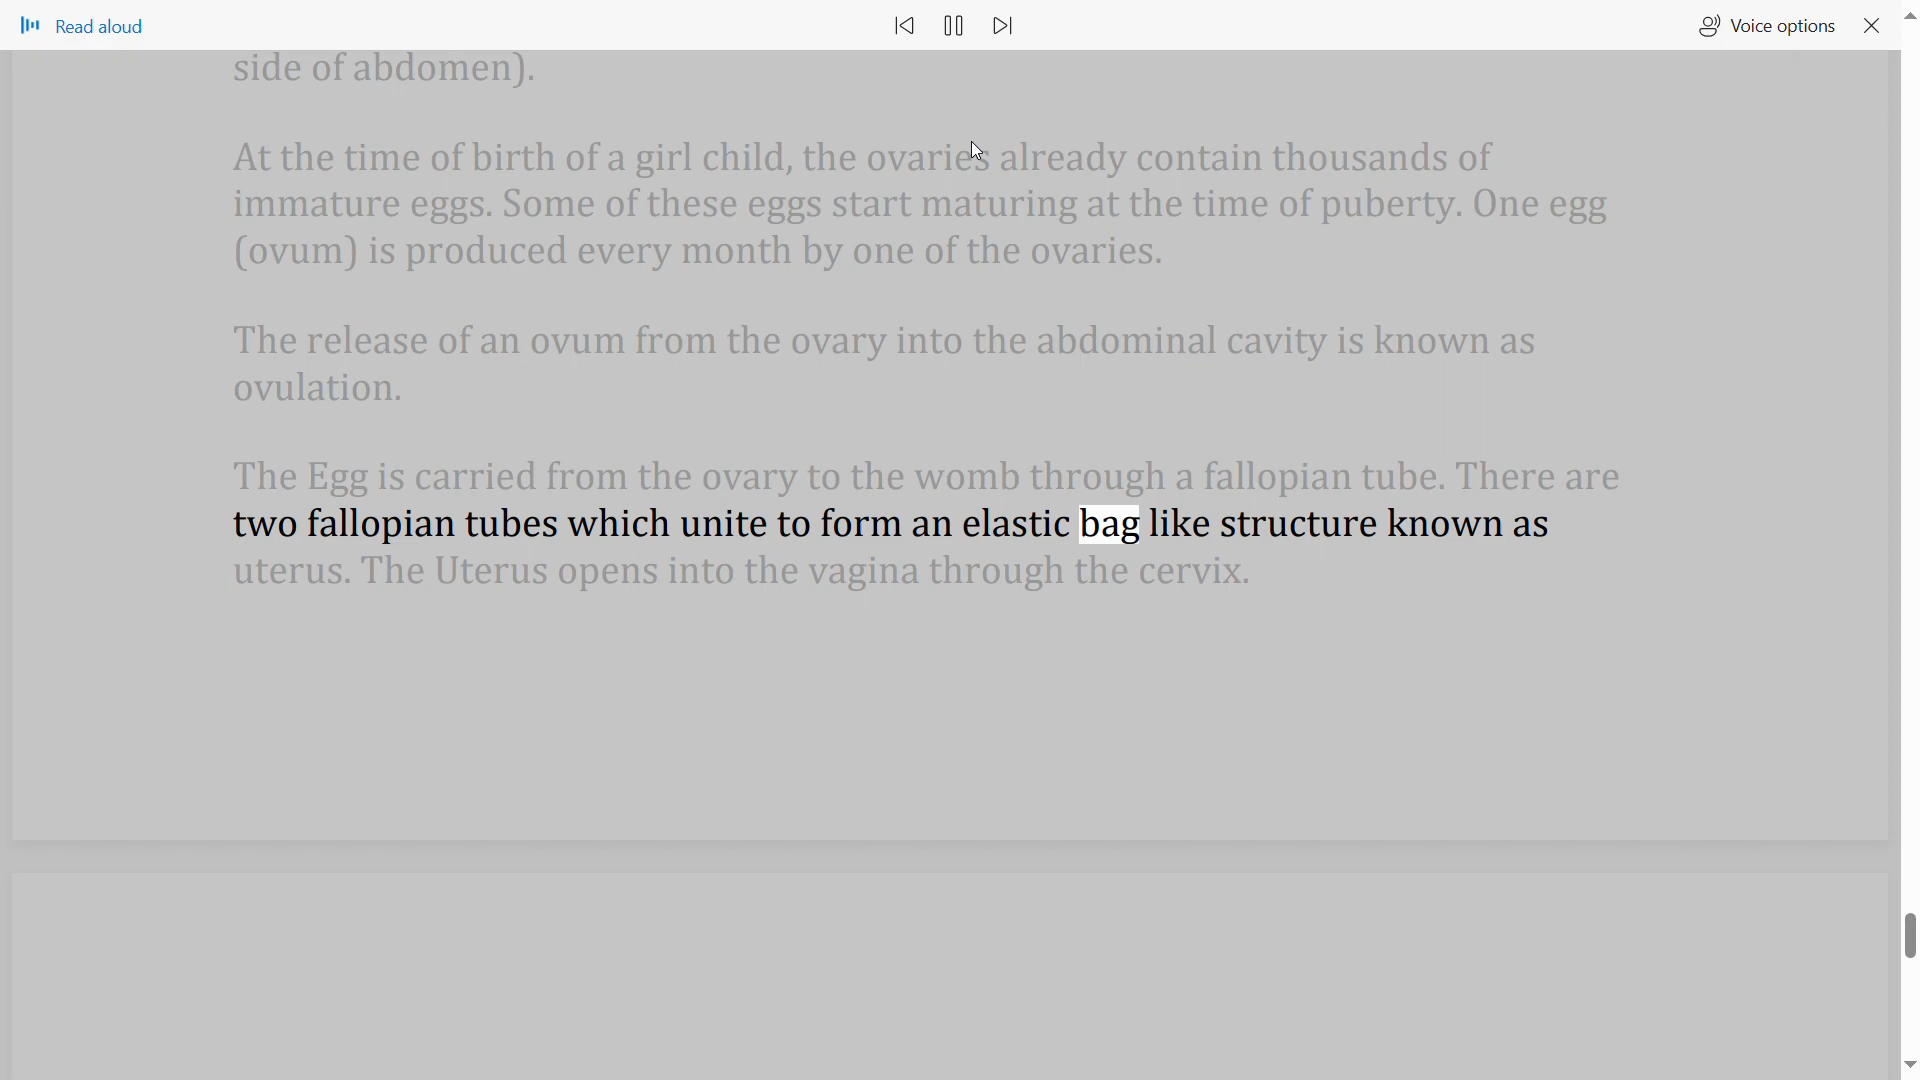 Read aloud
Voice options
side of abdomen).
At the time of birth of a girl child, the ovaries already contain thousands of
immature eggs. Some of these eggs start maturing at the time of puberty. One egg
(ovum) is produced every month by one of the ovaries.
The release of an ovum from the ovary into the abdominal cavity is known as
ovulation.
The Egg is carried from the ovary to the womb through a fallopian tube. There are
two fallopian tubes which unite to form an elastic bag like structure known as
uterus. The Uterus opens into the vagina through the cervix.